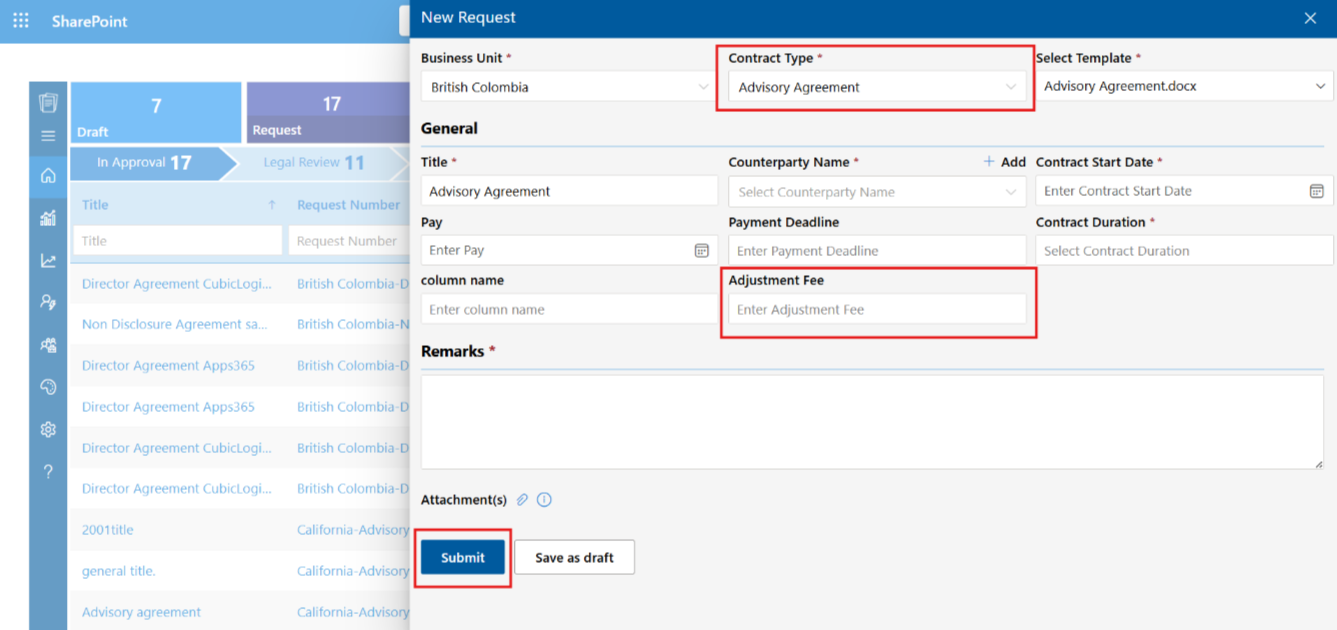 SharePoint
7
Draft
17
Request
In Approval 17
Legal Review 11
Title
Request Number
Title
Request Number
Director Agreement CubicLogi...
British Colombia-D
Non Disclosure Agreement sa...
British Colombia-N
Director Agreement Apps365
British Colombia-D
Director Agreement Apps365
British Colombia-D
Director Agreement CubicLogi...
British Colombia-D
Director Agreement CubicLogi...
British Colombia-D
2001title
California-Advisory
general title.
California-Advisory
Advisory agreement
California-Advisory
New Request
Business Unit *
Contract Type *
Select Template *
British Colombia
Advisory Agreement
Advisory Agreement.docx
General
Title *
Counterparty Name *
+ Add
Contract Start Date *
Advisory Agreement
Select Counterparty Name
Enter Contract Start Date
Pay
Payment Deadline
Contract Duration *
Enter Pay
Enter Payment Deadline
Select Contract Duration
column name
Adjustment Fee
Enter column name
Enter Adjustment Fee
Remarks *
Attachment(s)
Submit
Save as draft